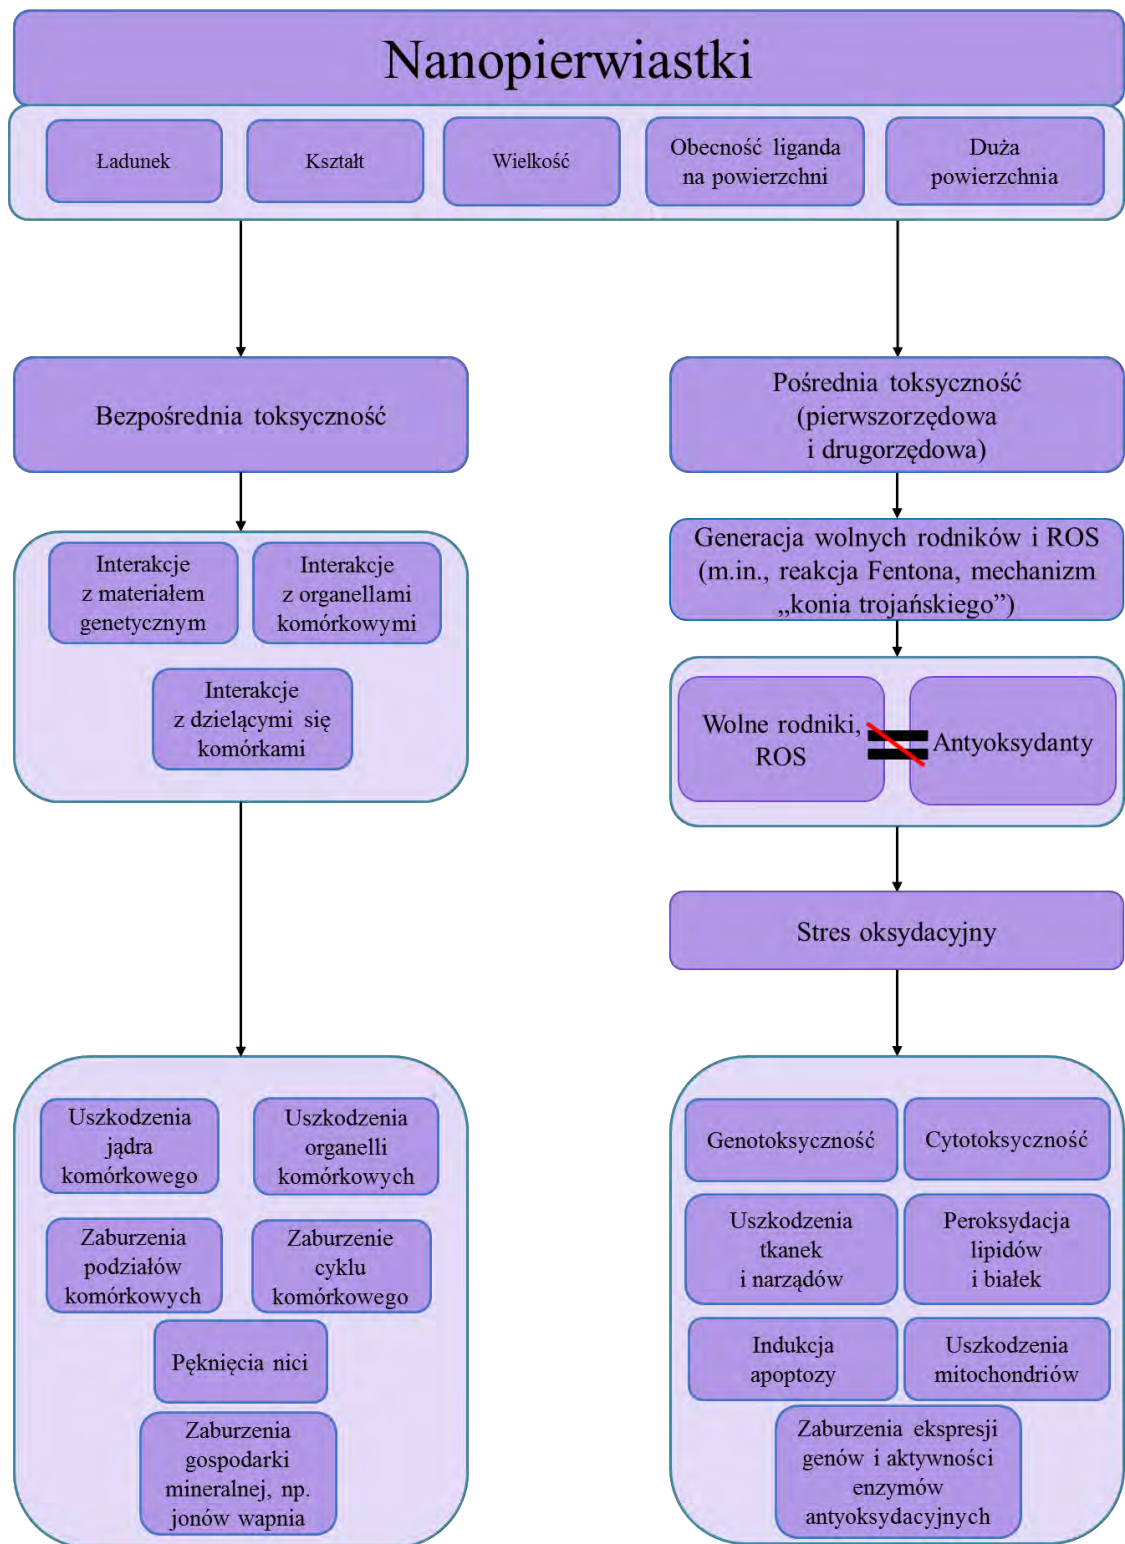 Nanopierwiastki
Ładunek
Kształt
Wielkość
Obecność liganda
na powierzchni
Duża
powierzchnia
Bezpośrednia toksyczność
Interakcje
z materiałem
genetycznym
Interakcje
z organellami
komórkowymi
Interakcje
z dzielącymi się
komórkami
Uszkodzenia
jądra
komórkowego
Uszkodzenia
organelli
komórkowych
Zaburzenia
podziałów
komórkowych
Zaburzenie
cyklu
komórkowego
Pęknięcia nici
Zaburzenia
gospodarki
mineralnej, np.
jonów wapnia
Pośrednia toksyczność
(pierwszorzędowa
i drugorzędowa)
Generacja wolnych rodników i ROS
(m.in., reakcja Fentona, mechanizm
„konia trojańskiego”)
Wolne rodniki,
ROS
Antyoksydanty
Stres oksydacyjny
Genotoksyczność
Cytotoksyczność
Uszkodzenia
tkanek
i narządów
Peroksydacja
lipidów
i białek
Indukcja
apoptozy
Uszkodzenia
mitochondriów
Zaburzenia ekspresji
genów i aktywności
enzymów
antyoksydacyjnych